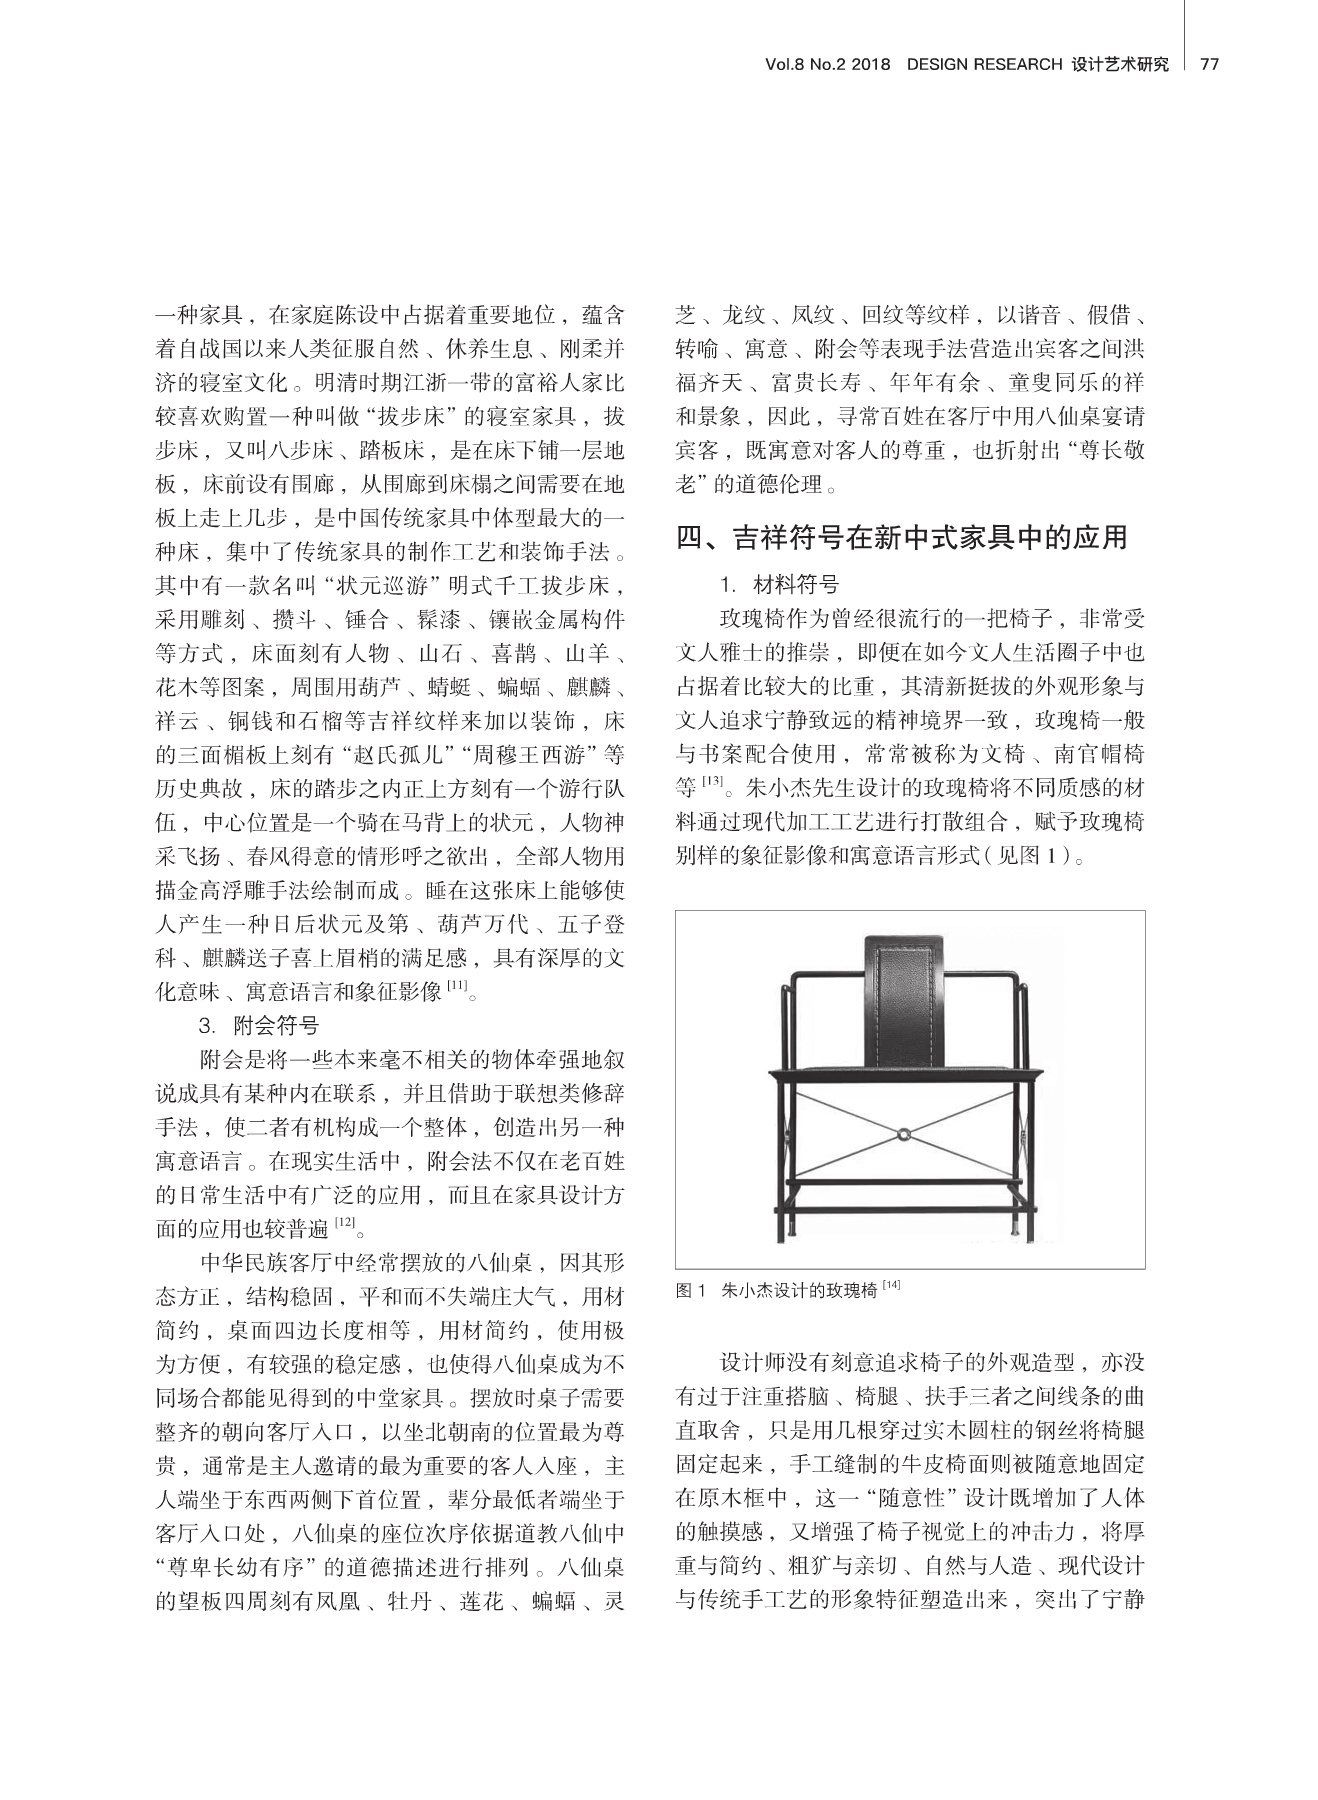 Vol.8 No.2 2018 DESIGN RESEARCH 设计艺术研究 77
一种家具，在家庭陈设中占据着重要地位，蕴含
着自战国以来人类征服自然、休养生息、刚柔并
济的寝室文化。明清时期江浙一带的富裕人家比
较喜欢购置一种叫做“拔步床”的寝室家具，拔
步床，又叫八步床、踏板床，是在床下铺一层地
板，床前设有围廊，从围廊到床榻之间需要在地
板上走上几步，是中国传统家具中体型最大的一
种床，集中了传统家具的制作工艺和装饰手法。
其中有一款名叫“状元巡游”明式千工拔步床，
采用雕刻、攒斗、锤合、髹漆、镶嵌金属构件
等方式，床面刻有人物、山石、喜鹊、山羊、
花木等图案，周围用葫芦、蜻蜓、蝙蝠、麒麟、
祥云、铜钱和石榴等吉祥纹样来加以装饰，床
的三面楣板上刻有“赵氏孤儿”“周穆王西游”等
历史典故，床的踏步之内正上方刻有一个游行队
伍，中心位置是一个骑在马背上的状元，人物神
采飞扬、春风得意的情形呼之欲出，全部人物用
描金高浮雕手法绘制而成。睡在这张床上能够使
人产生一种日后状元及第、葫芦万代、五子登
科、麒麟送子喜上眉梢的满足感，具有深厚的文
化意味、寓意语言和象征影像[11]。
3. 附会符号
附会是将一些本来毫不相关的物体牵强地叙
说成具有某种内在联系，并且借助于联想类修辞
手法，使二者有机构成一个整体，创造出另一种
寓意语言。在现实生活中，附会法不仅在老百姓
的日常生活中有广泛的应用，而且在家具设计方
面的应用也较普遍[12]。
中华民族客厅中经常摆放的八仙桌，因其形
态方正，结构稳固，平和而不失端庄大气，用材
简约，桌面四边长度相等，用材简约，使用极
为方便，有较强的稳定感，也使得八仙桌成为不
同场合都能见得到的中堂家具。摆放时桌子需要
整齐的朝向客厅入口，以坐北朝南的位置最为尊
贵，通常是主人邀请的最为重要的客人入座，主
人端坐于东西两侧下首位置，辈分最低者端坐于
客厅入口处，八仙桌的座位次序依据道教八仙中
“尊卑长幼有序”的道德描述进行排列。八仙桌
的望板四周刻有凤凰、牡丹、莲花、蝙蝠、灵
芝、龙纹、凤纹、回纹等纹样，以谐音、假借、
转喻、寓意、附会等表现手法营造出宾客之间洪
福齐天、富贵长寿、年年有余、童叟同乐的祥
和景象，因此，寻常百姓在客厅中用八仙桌宴请
宾客，既寓意对客人的尊重，也折射出“尊长敬
老”的道德伦理。
四、吉祥符号在新中式家具中的应用
1. 材料符号
玫瑰椅作为曾经很流行的一把椅子，非常受
文人雅士的推崇，即便在如今文人生活圈子中也
占据着比较大的比重，其清新挺拔的外观形象与
文人追求宁静致远的精神境界一致，玫瑰椅一般
与书案配合使用，常常被称为文椅、南官帽椅
等[13]。朱小杰先生设计的玫瑰椅将不同质感的材
料通过现代加工工艺进行打散组合，赋予玫瑰椅
别样的象征影像和寓意语言形式（见图1）。
图1 朱小杰设计的玫瑰椅[14]
设计师没有刻意追求椅子的外观造型，亦没
有过于注重搭脑、椅腿、扶手三者之间线条的曲
直取舍，只是用几根穿过实木圆柱的钢丝将椅腿
固定起来，手工缝制的牛皮椅面则被随意地固定
在原木框中，这一“随意性”设计既增加了人体
的触摸感，又增强了椅子视觉上的冲击力，将厚
重与简约、粗犷与亲切、自然与人造、现代设计
与传统手工艺的形象特征塑造出来，突出了宁静